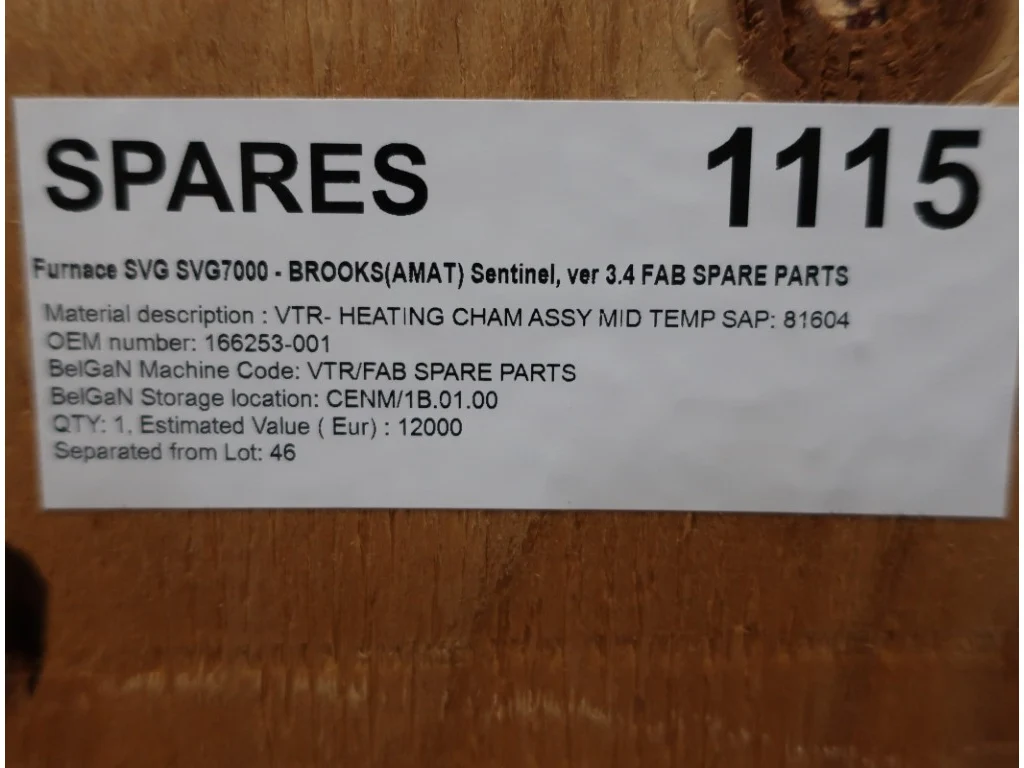 SPARES 1115
Furnace SVG SVG7000 - BROOKS(AMAT) Sentinel, ver 3.4 FAB SPARE PARTS
Material description : VTR- HEATING CHAM ASSY MID TEMP SAP: 81604
OEM number: 166253-001
BelGaN Machine Code: VTR/FAB SPARE PARTS
BelGaN Storage location: CENM/1B.01.00
QTY: 1, Estimated Value ( Eur) : 12000
Separated from Lot: 46